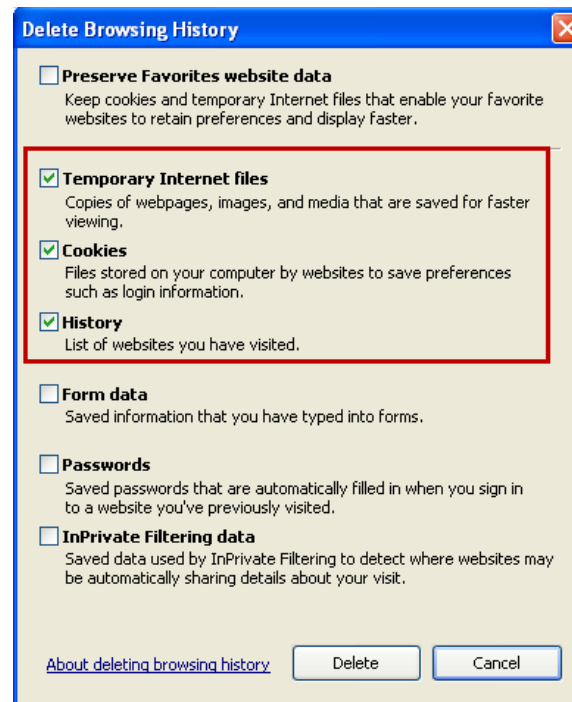 Delete Browsing History
Preserve Favorites website data
Keep cookies and temporary Internet files that enable your favorite
websites to retain preferences and display faster.
Temporary Internet files
Copies of webpages, images, and media that are saved for faster
viewing.
Cookies
Files stored on your computer by websites to save preferences
such as login information.
History
List of websites you have visited.
Form data
Saved information that you have typed into forms.
Passwords
Saved passwords that are automatically filled in when you sign in
to a website you've previously visited.
InPrivate Filtering data
Saved data used by InPrivate Filtering to detect where websites may
be automatically sharing details about your visit.
About deleting browsing history Delete Cancel